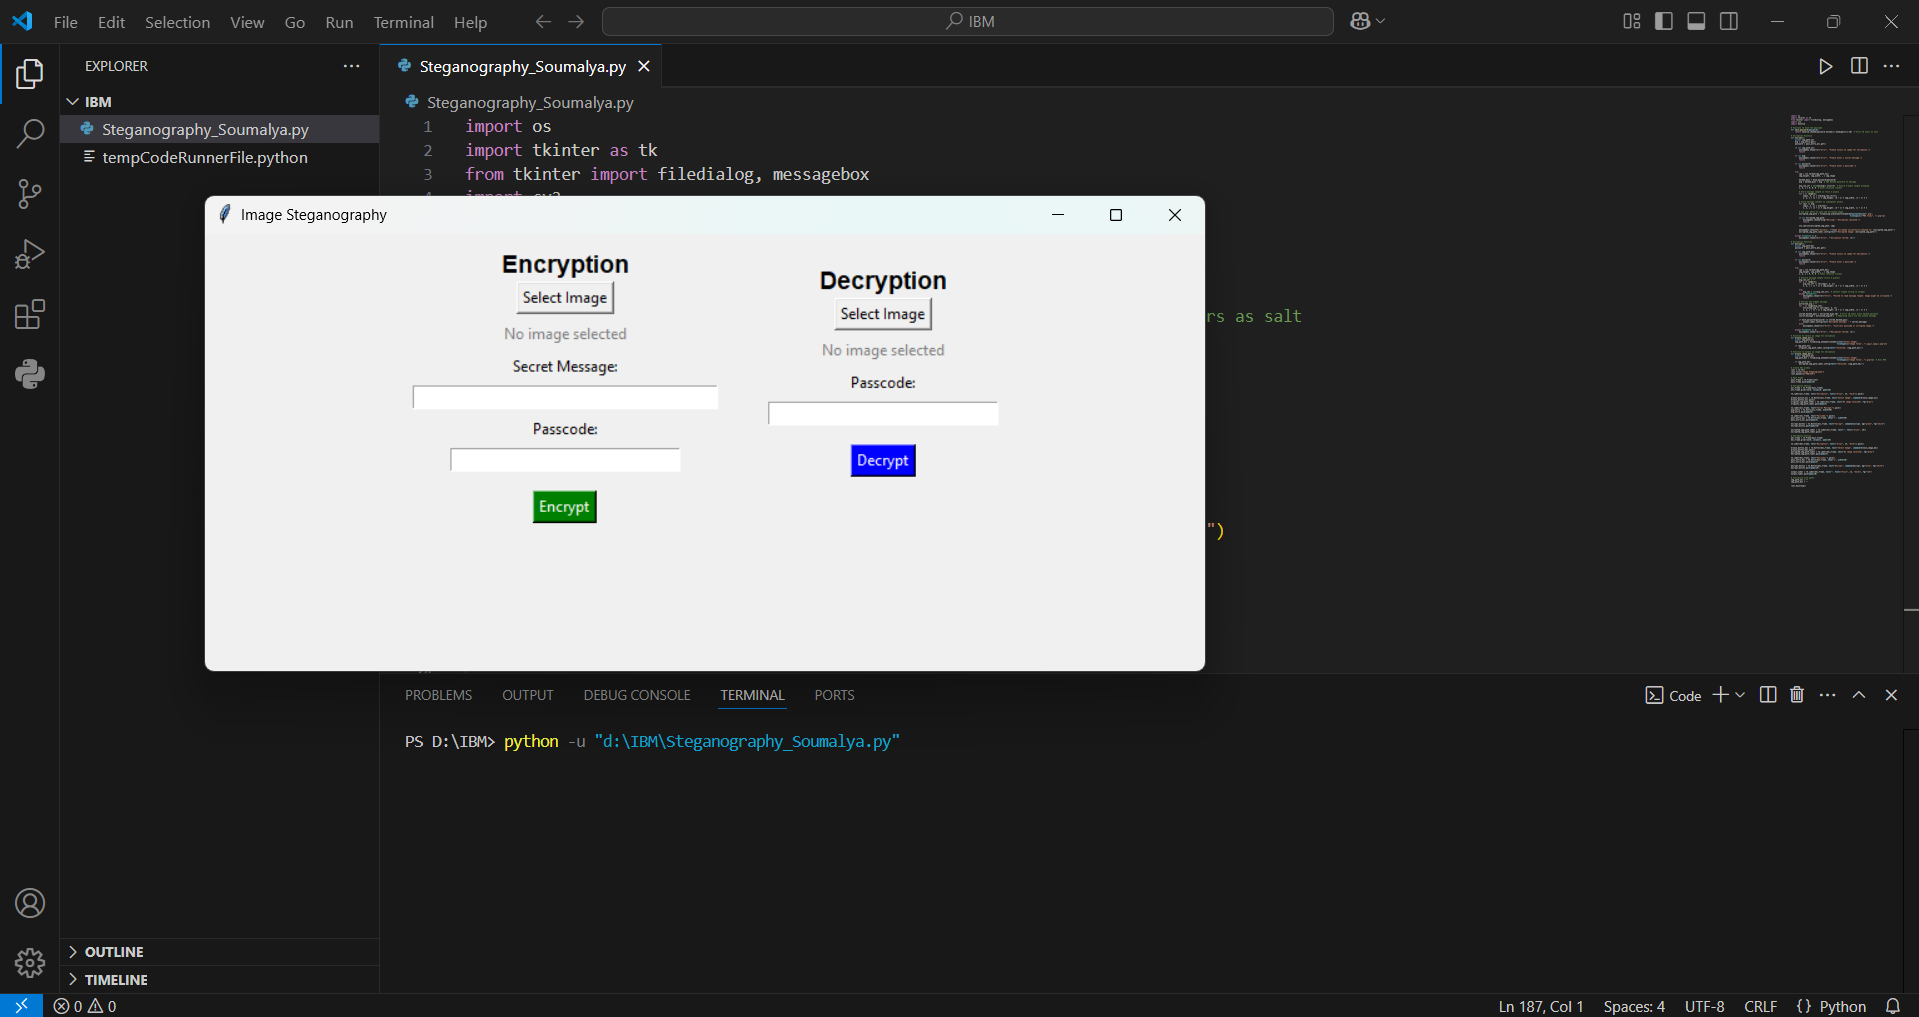 File Edit Selection View Go Run Terminal Help
IBM
EXPLORER
IBM
Steganography_Soumalya.py
tempCodeRunnerFile.python
OUTLINE
TIMELINE
Steganography_Soumalya.py
Steganography_Soumalya.py
1 import os
2 import tkinter as tk
3 from tkinter import filedialog, messagebox
4
rs as salt
")
Image Steganography
Encryption
Select Image
No image selected
Secret Message:
Passcode:
Encrypt
Decryption
Select Image
No image selected
Passcode:
Decrypt
PROBLEMS OUTPUT DEBUG CONSOLE TERMINAL PORTS
Code
PS D:\IBM> python -u "d:\IBM\Steganography_Soumalya.py"
0 0
Ln 187, Col 1 Spaces: 4 UTF-8 CRLF {} Python